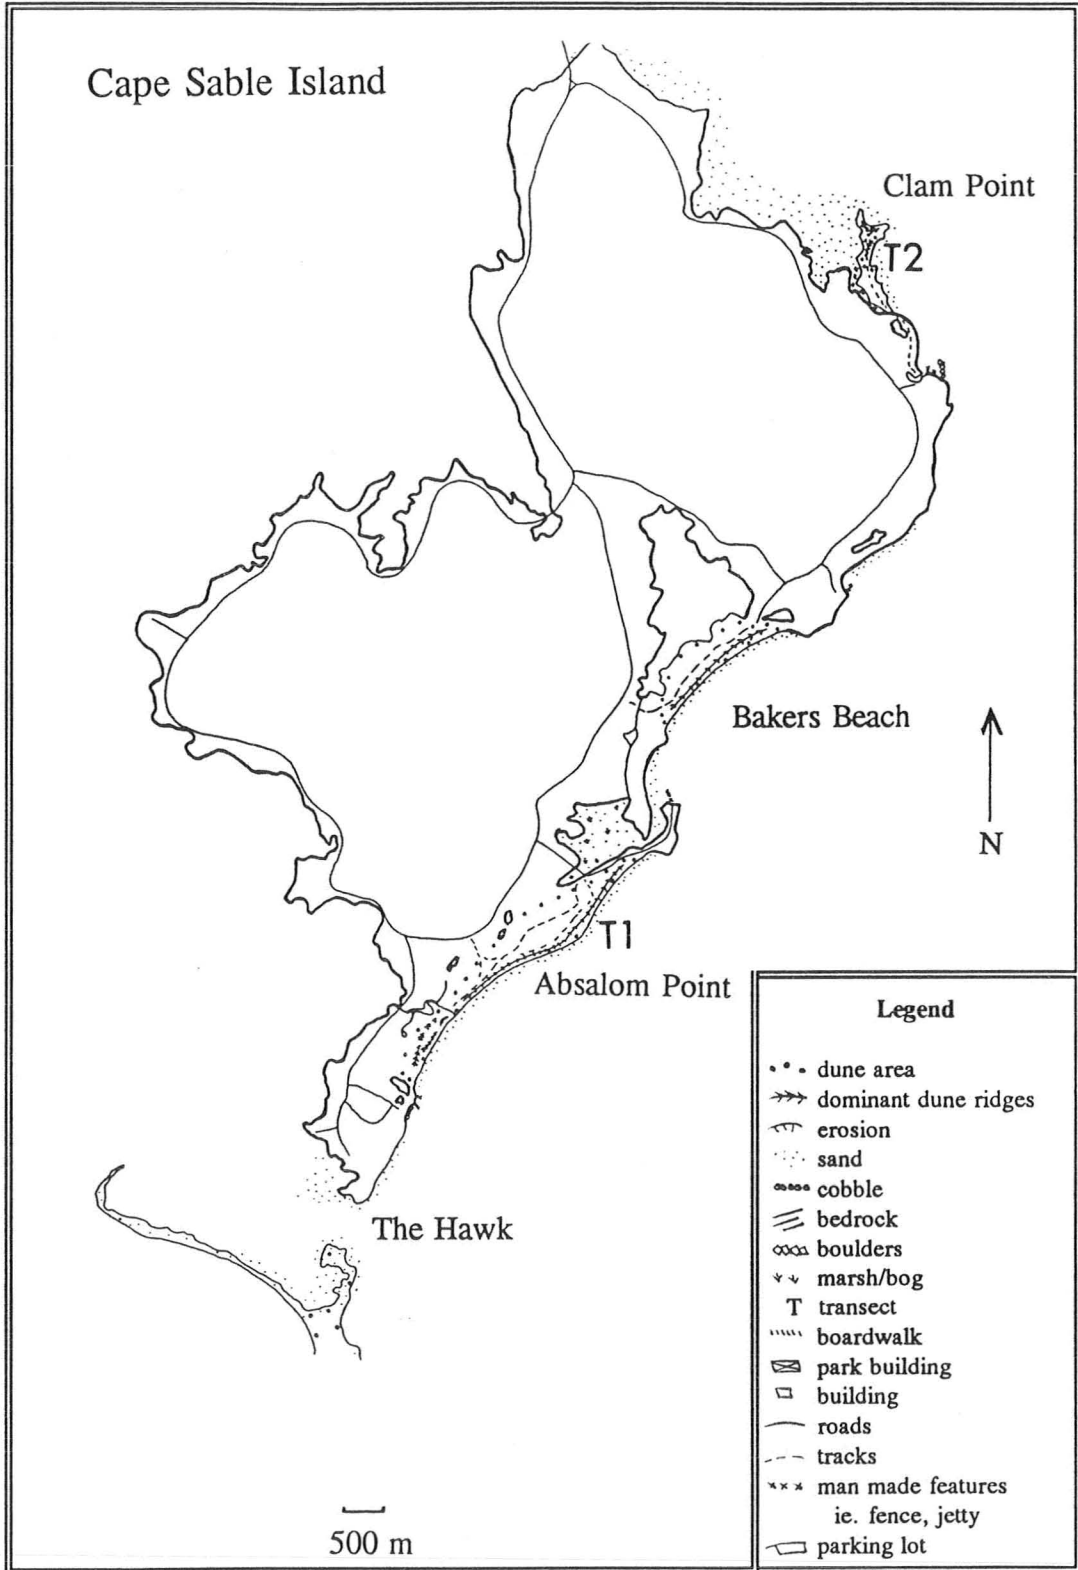 Cape Sable Island
Clam Point
T2
Bakers Beach
N
T1
Absalom Point
The Hawk
500 m
Legend
dune area
dominant dune ridges
erosion
sand
cobble
bedrock
boulders
marsh/bog
T transect
boardwalk
park building
building
roads
tracks
man made features
ie. fence, jetty
parking lot